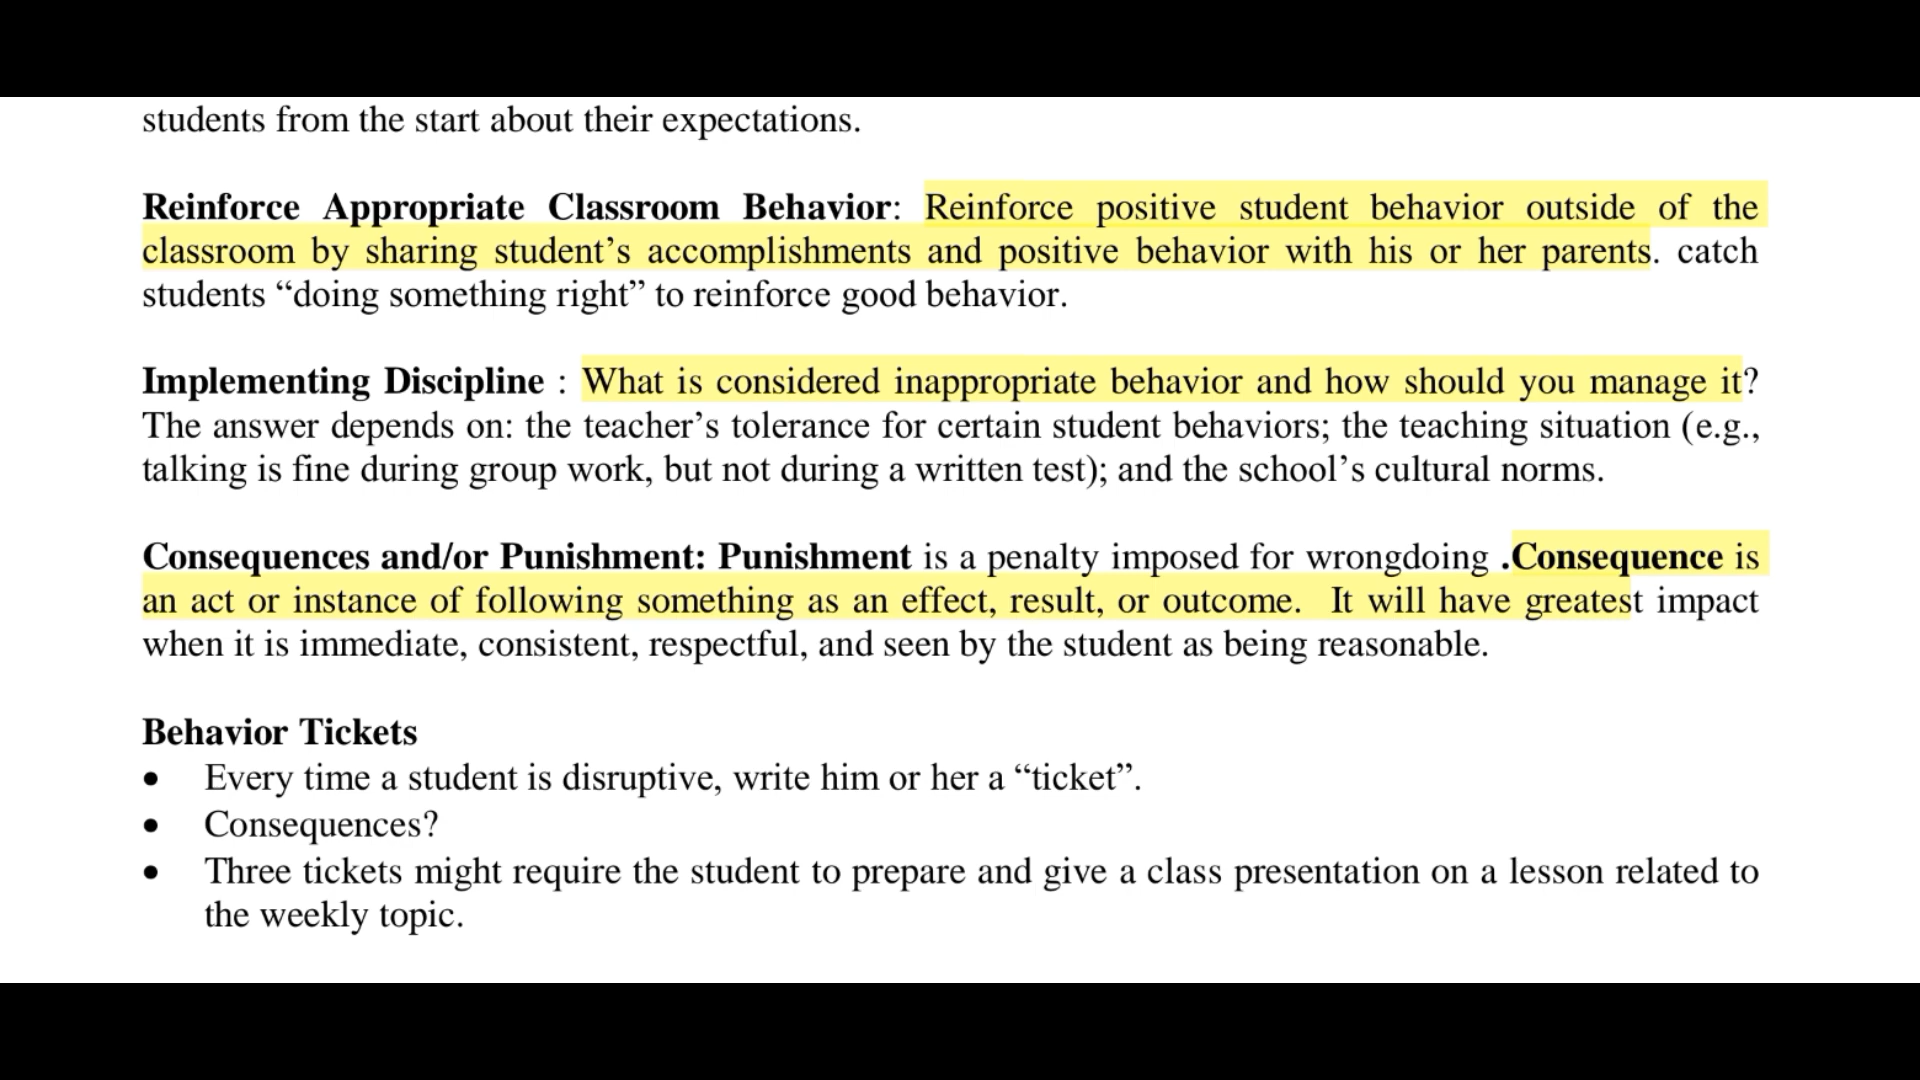 students from the start about their expectations.
Reinforce Appropriate Classroom Behavior: Reinforce positive student behavior outside of the
classroom by sharing student’s accomplishments and positive behavior with his or her parents. catch
students “doing something right” to reinforce good behavior.
Implementing Discipline : What is considered inappropriate behavior and how should you manage it?
The answer depends on: the teacher’s tolerance for certain student behaviors; the teaching situation (e.g.,
talking is fine during group work, but not during a written test); and the school’s cultural norms.
Consequences and/or Punishment: Punishment is a penalty imposed for wrongdoing .Consequence is
an act or instance of following something as an effect, result, or outcome. It will have greatest impact
when it is immediate, consistent, respectful, and seen by the student as being reasonable.
Behavior Tickets
• Every time a student is disruptive, write him or her a “ticket”.
• Consequences?
• Three tickets might require the student to prepare and give a class presentation on a lesson related to
the weekly topic.